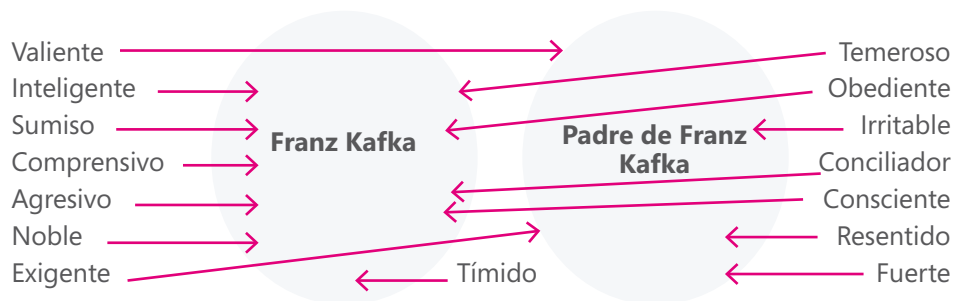 Valiente
Inteligente
Sumiso
Comprensivo
Agresivo
Noble
Exigente
Franz Kafka
Tímido
Padre de Franz
Kafka
Temeroso
Obediente
Irritable
Conciliador
Consciente
Resentido
Fuerte